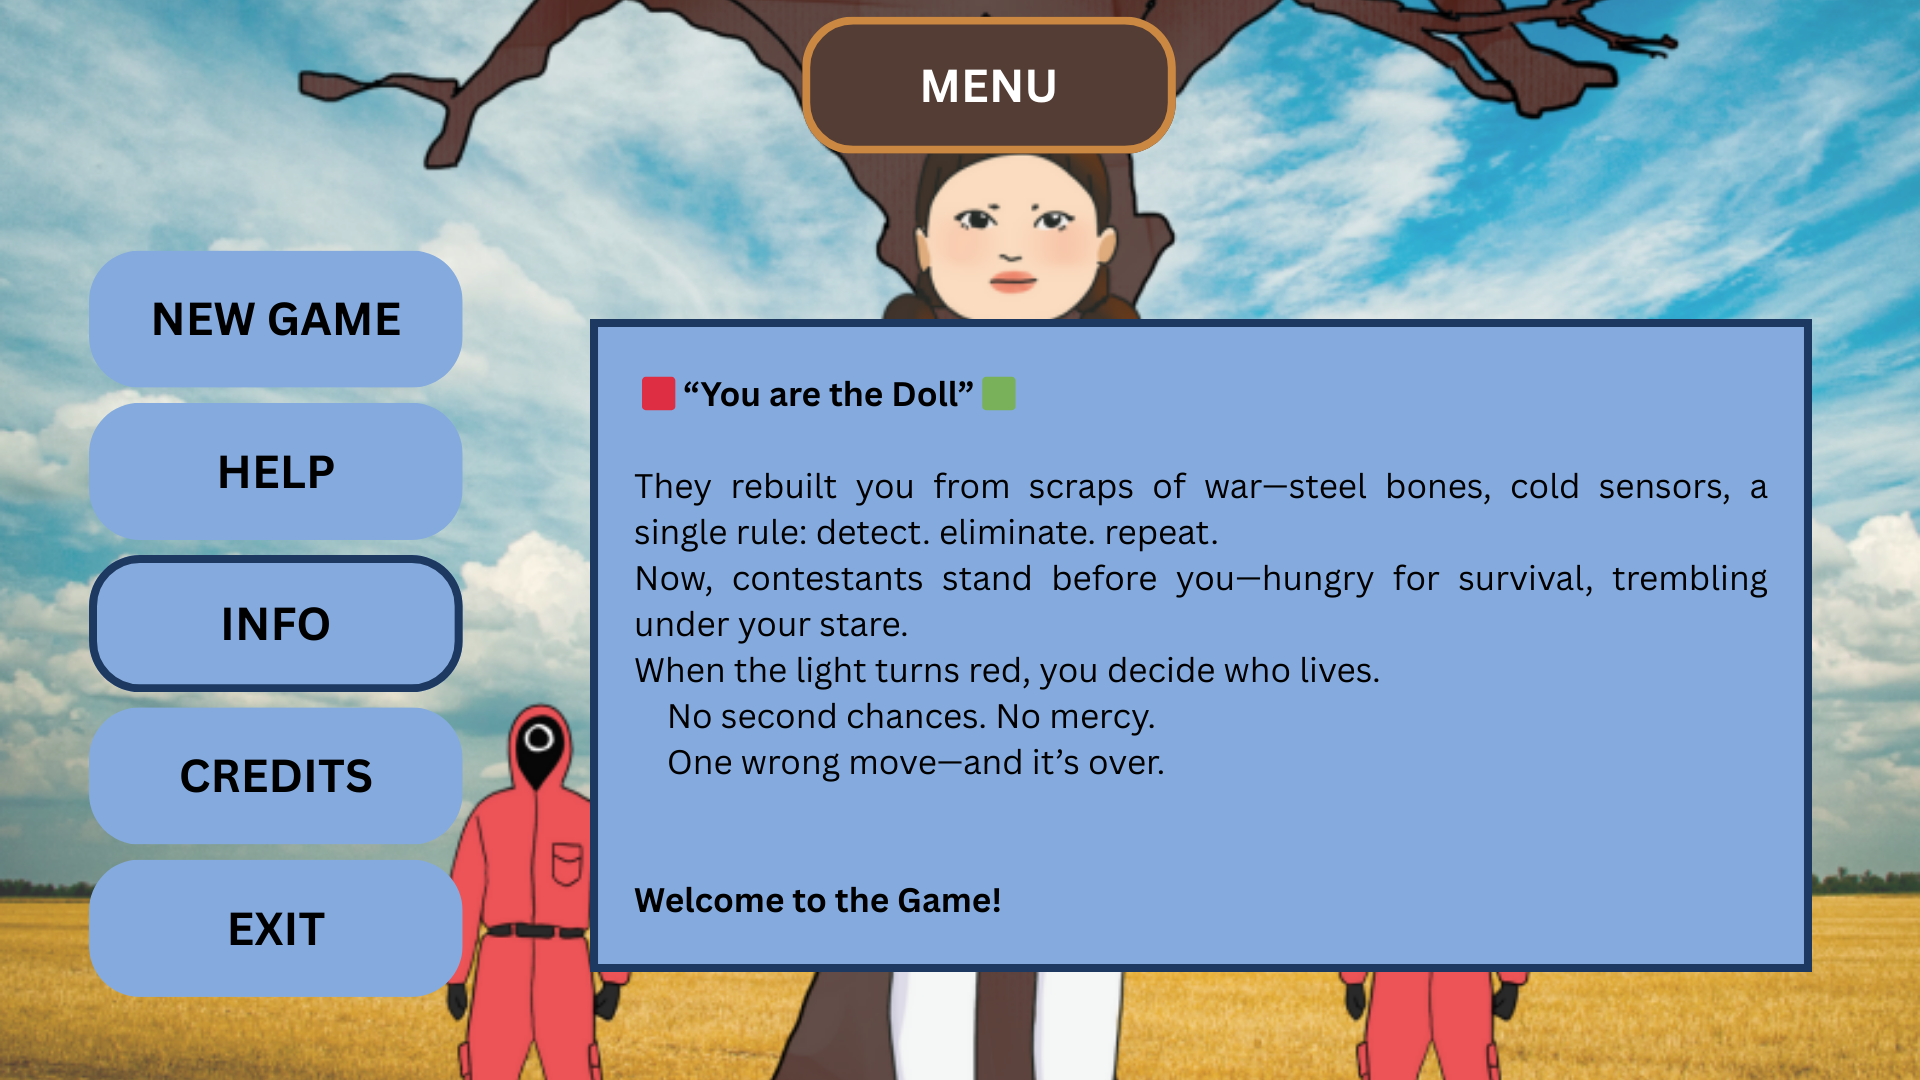 MENU
NEW GAME
HELP
INFO
CREDITS
EXIT
“You are the Doll”
They rebuilt you from scraps of war—steel bones, cold sensors, a
single rule: detect. eliminate. repeat.
Now, contestants stand before you—hungry for survival, trembling
under your stare.
When the light turns red, you decide who lives.
No second chances. No mercy.
One wrong move—and it’s over.
Welcome to the Game!